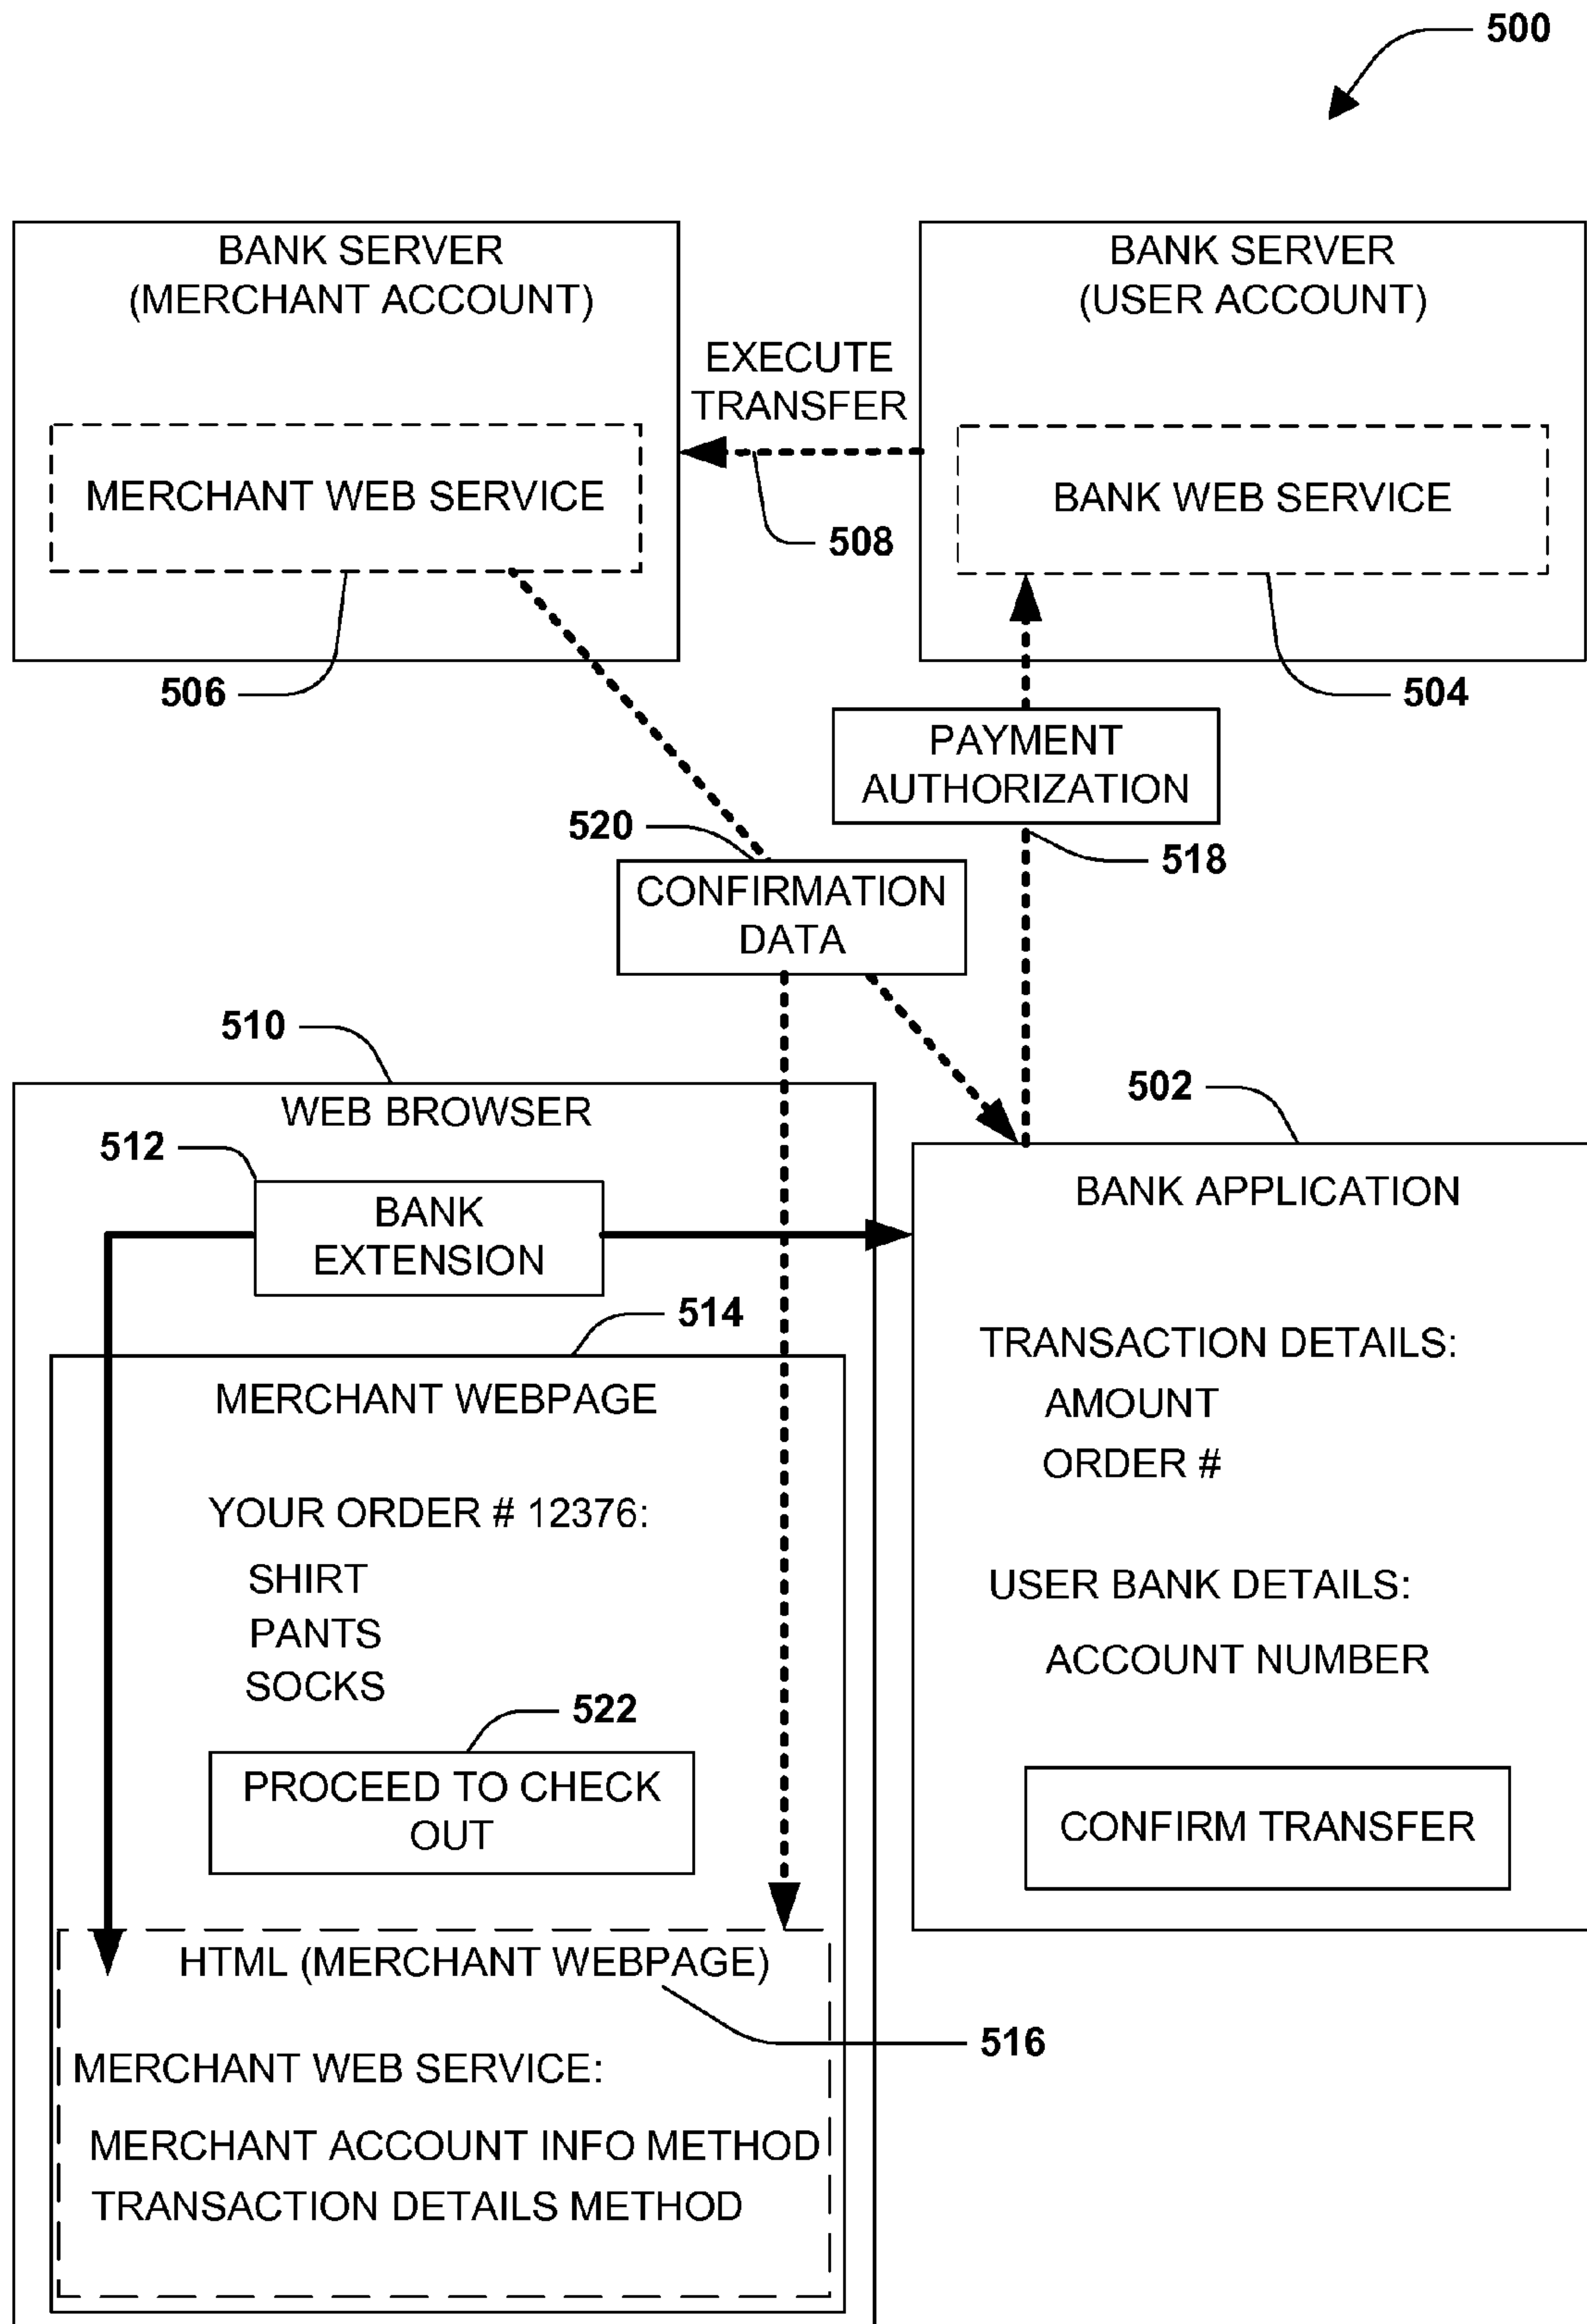 500
BANK SERVER
(MERCHANT ACCOUNT)
BANK SERVER
(USER ACCOUNT)
EXECUTE
TRANSFER
MERCHANT WEB SERVICE
BANK WEB SERVICE
508
506
504
PAYMENT
AUTHORIZATION
520
518
CONFIRMATION
DATA
510
502
WEB BROWSER
512
BANK
EXTENSION
BANK APPLICATION
514
TRANSACTION DETAILS:
AMOUNT
ORDER #
MERCHANT WEBPAGE
YOUR ORDER # 12376:
SHIRT
PANTS
SOCKS
USER BANK DETAILS:
ACCOUNT NUMBER
522
PROCEED TO CHECK
OUT
CONFIRM TRANSFER
HTML (MERCHANT WEBPAGE)
516
MERCHANT WEB SERVICE:
MERCHANT ACCOUNT INFO METHOD
TRANSACTION DETAILS METHOD